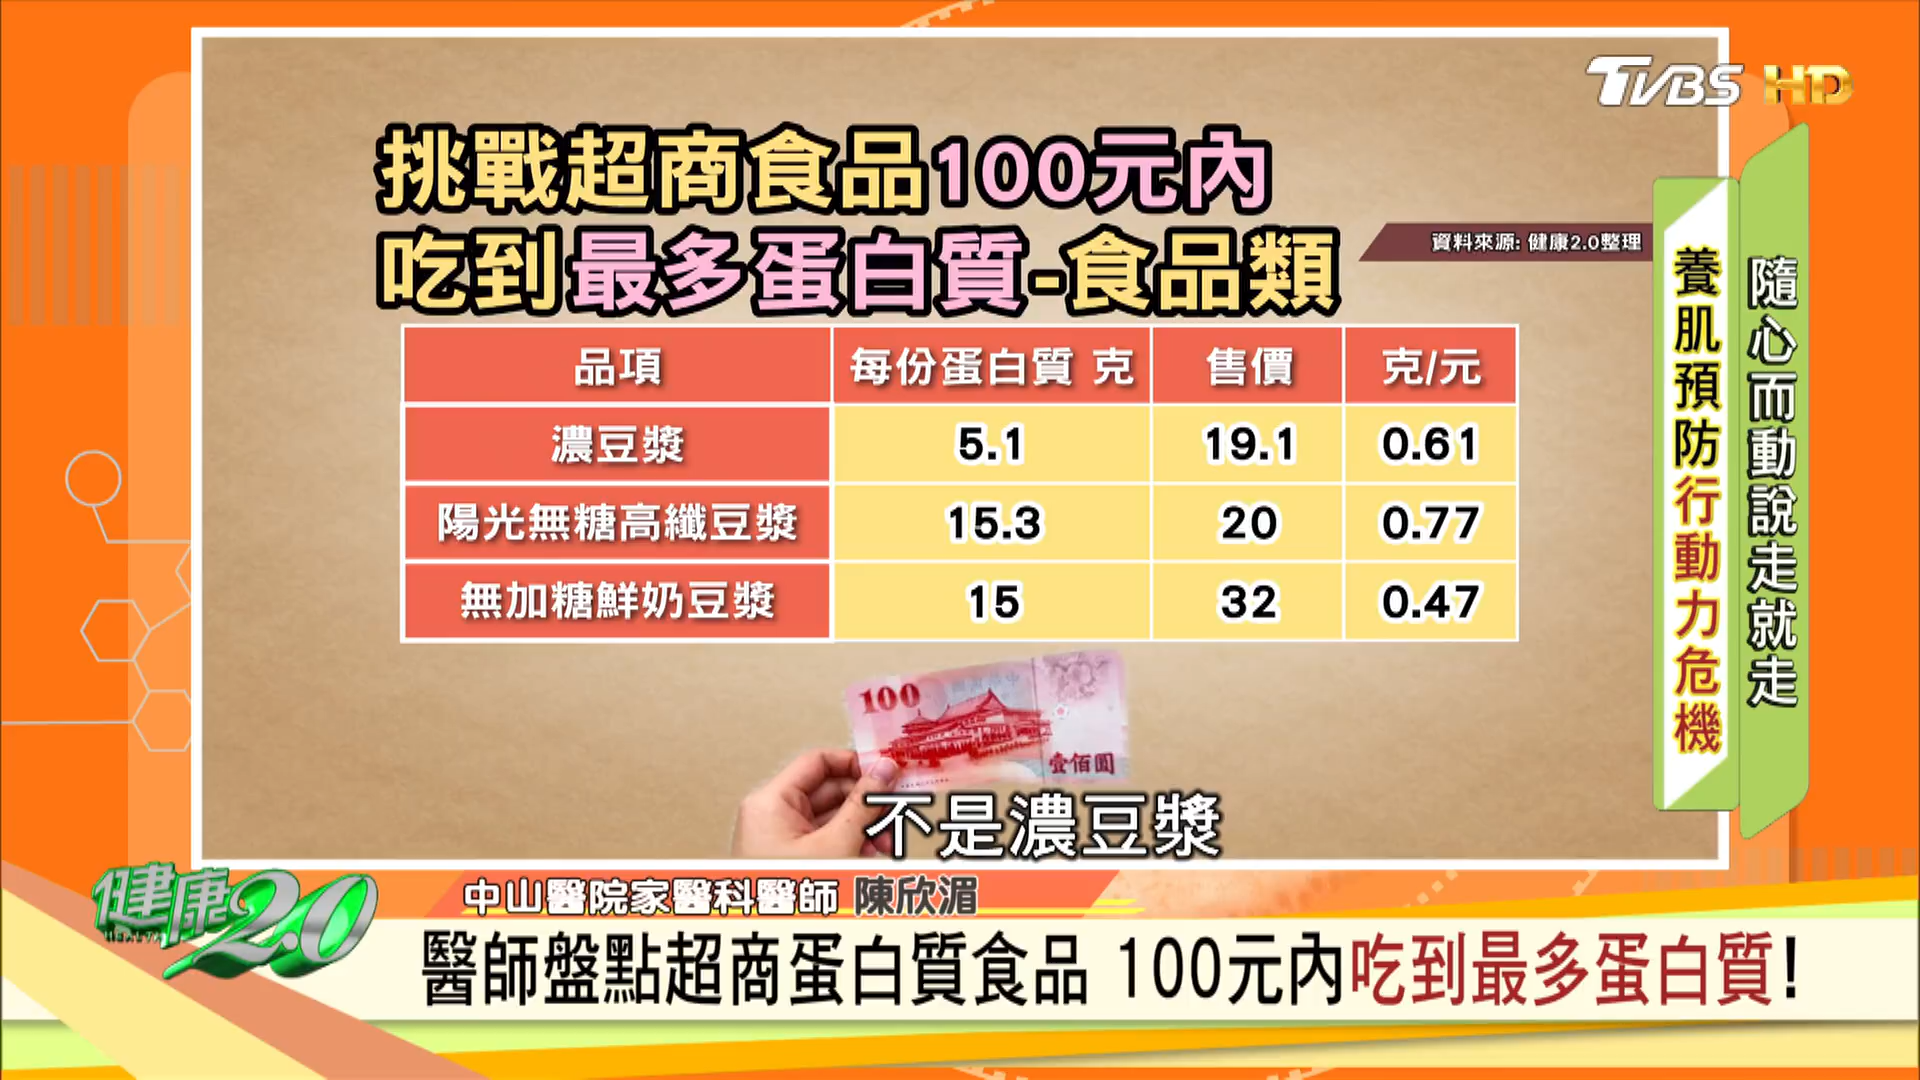 TVBS HD
挑戰超商食品100元內
吃到最多蛋白質-食品類
資料來源: 健康2.0整理
品項 每份蛋白質 克 售價 克/元
濃豆漿 5.1 19.1 0.61
陽光無糖高纖豆漿 15.3 20 0.77
無加糖鮮奶豆漿 15 32 0.47
隨心而動說走就走
養肌預防行動力危機
100
壹佰圓
不是濃豆漿
健康2.0
HEALTH
中山醫院家醫科醫師 陳欣湄
醫師盤點超商蛋白質食品 100元內吃到最多蛋白質!